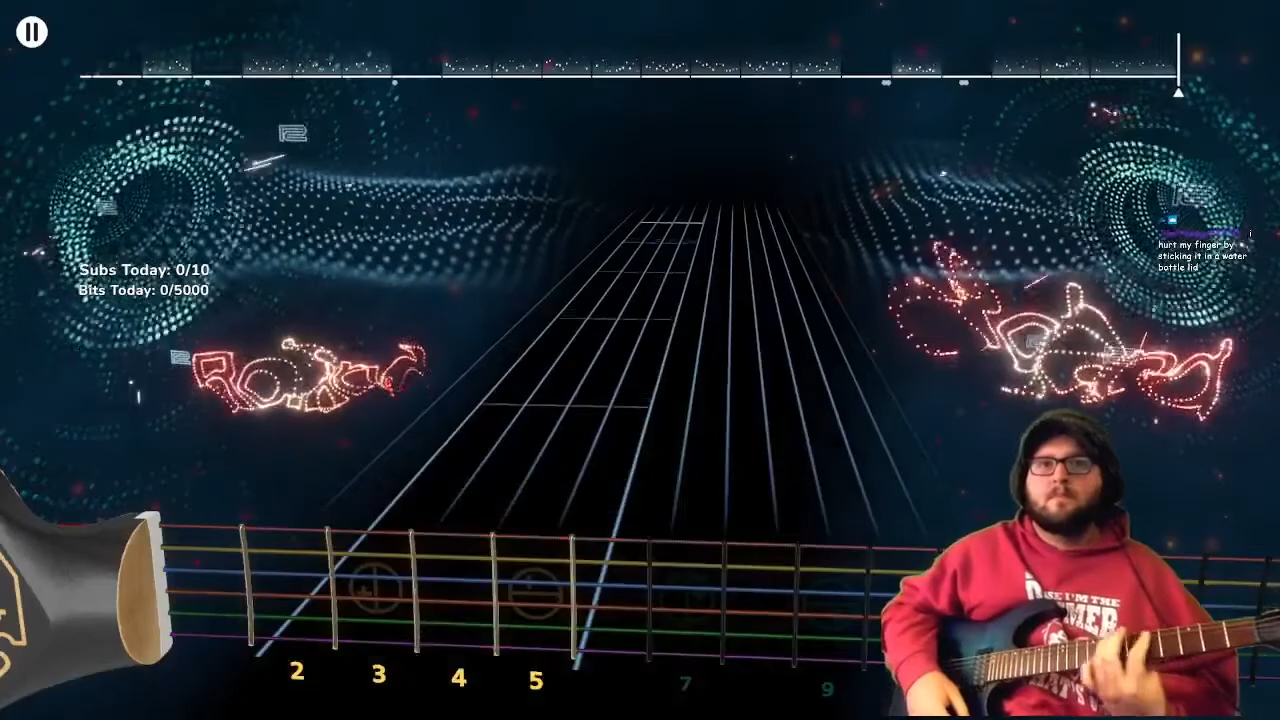 Subs Today: 0/10
Bits Today: 0/5000
hurt my finger by
sticking it in a water
bottle lid
2 3 4 5 7 9